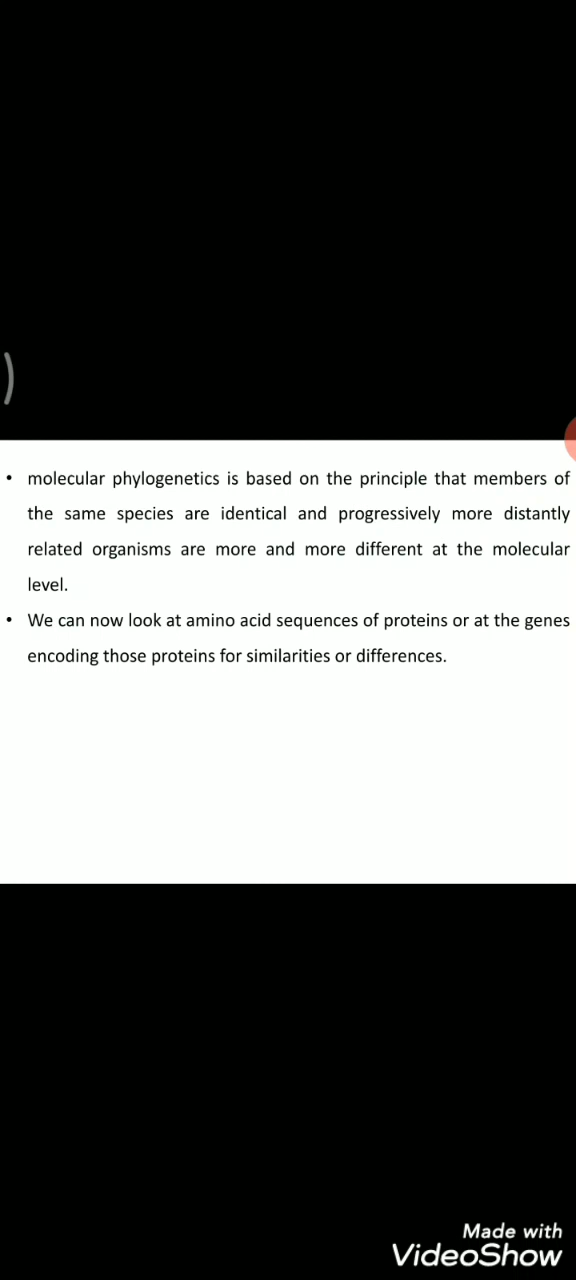 )
• molecular phylogenetics is based on the principle that members of
the same species are identical and progressively more distantly
related organisms are more and more different at the molecular
level.
• We can now look at amino acid sequences of proteins or at the genes
encoding those proteins for similarities or differences.
Made with
VideoShow